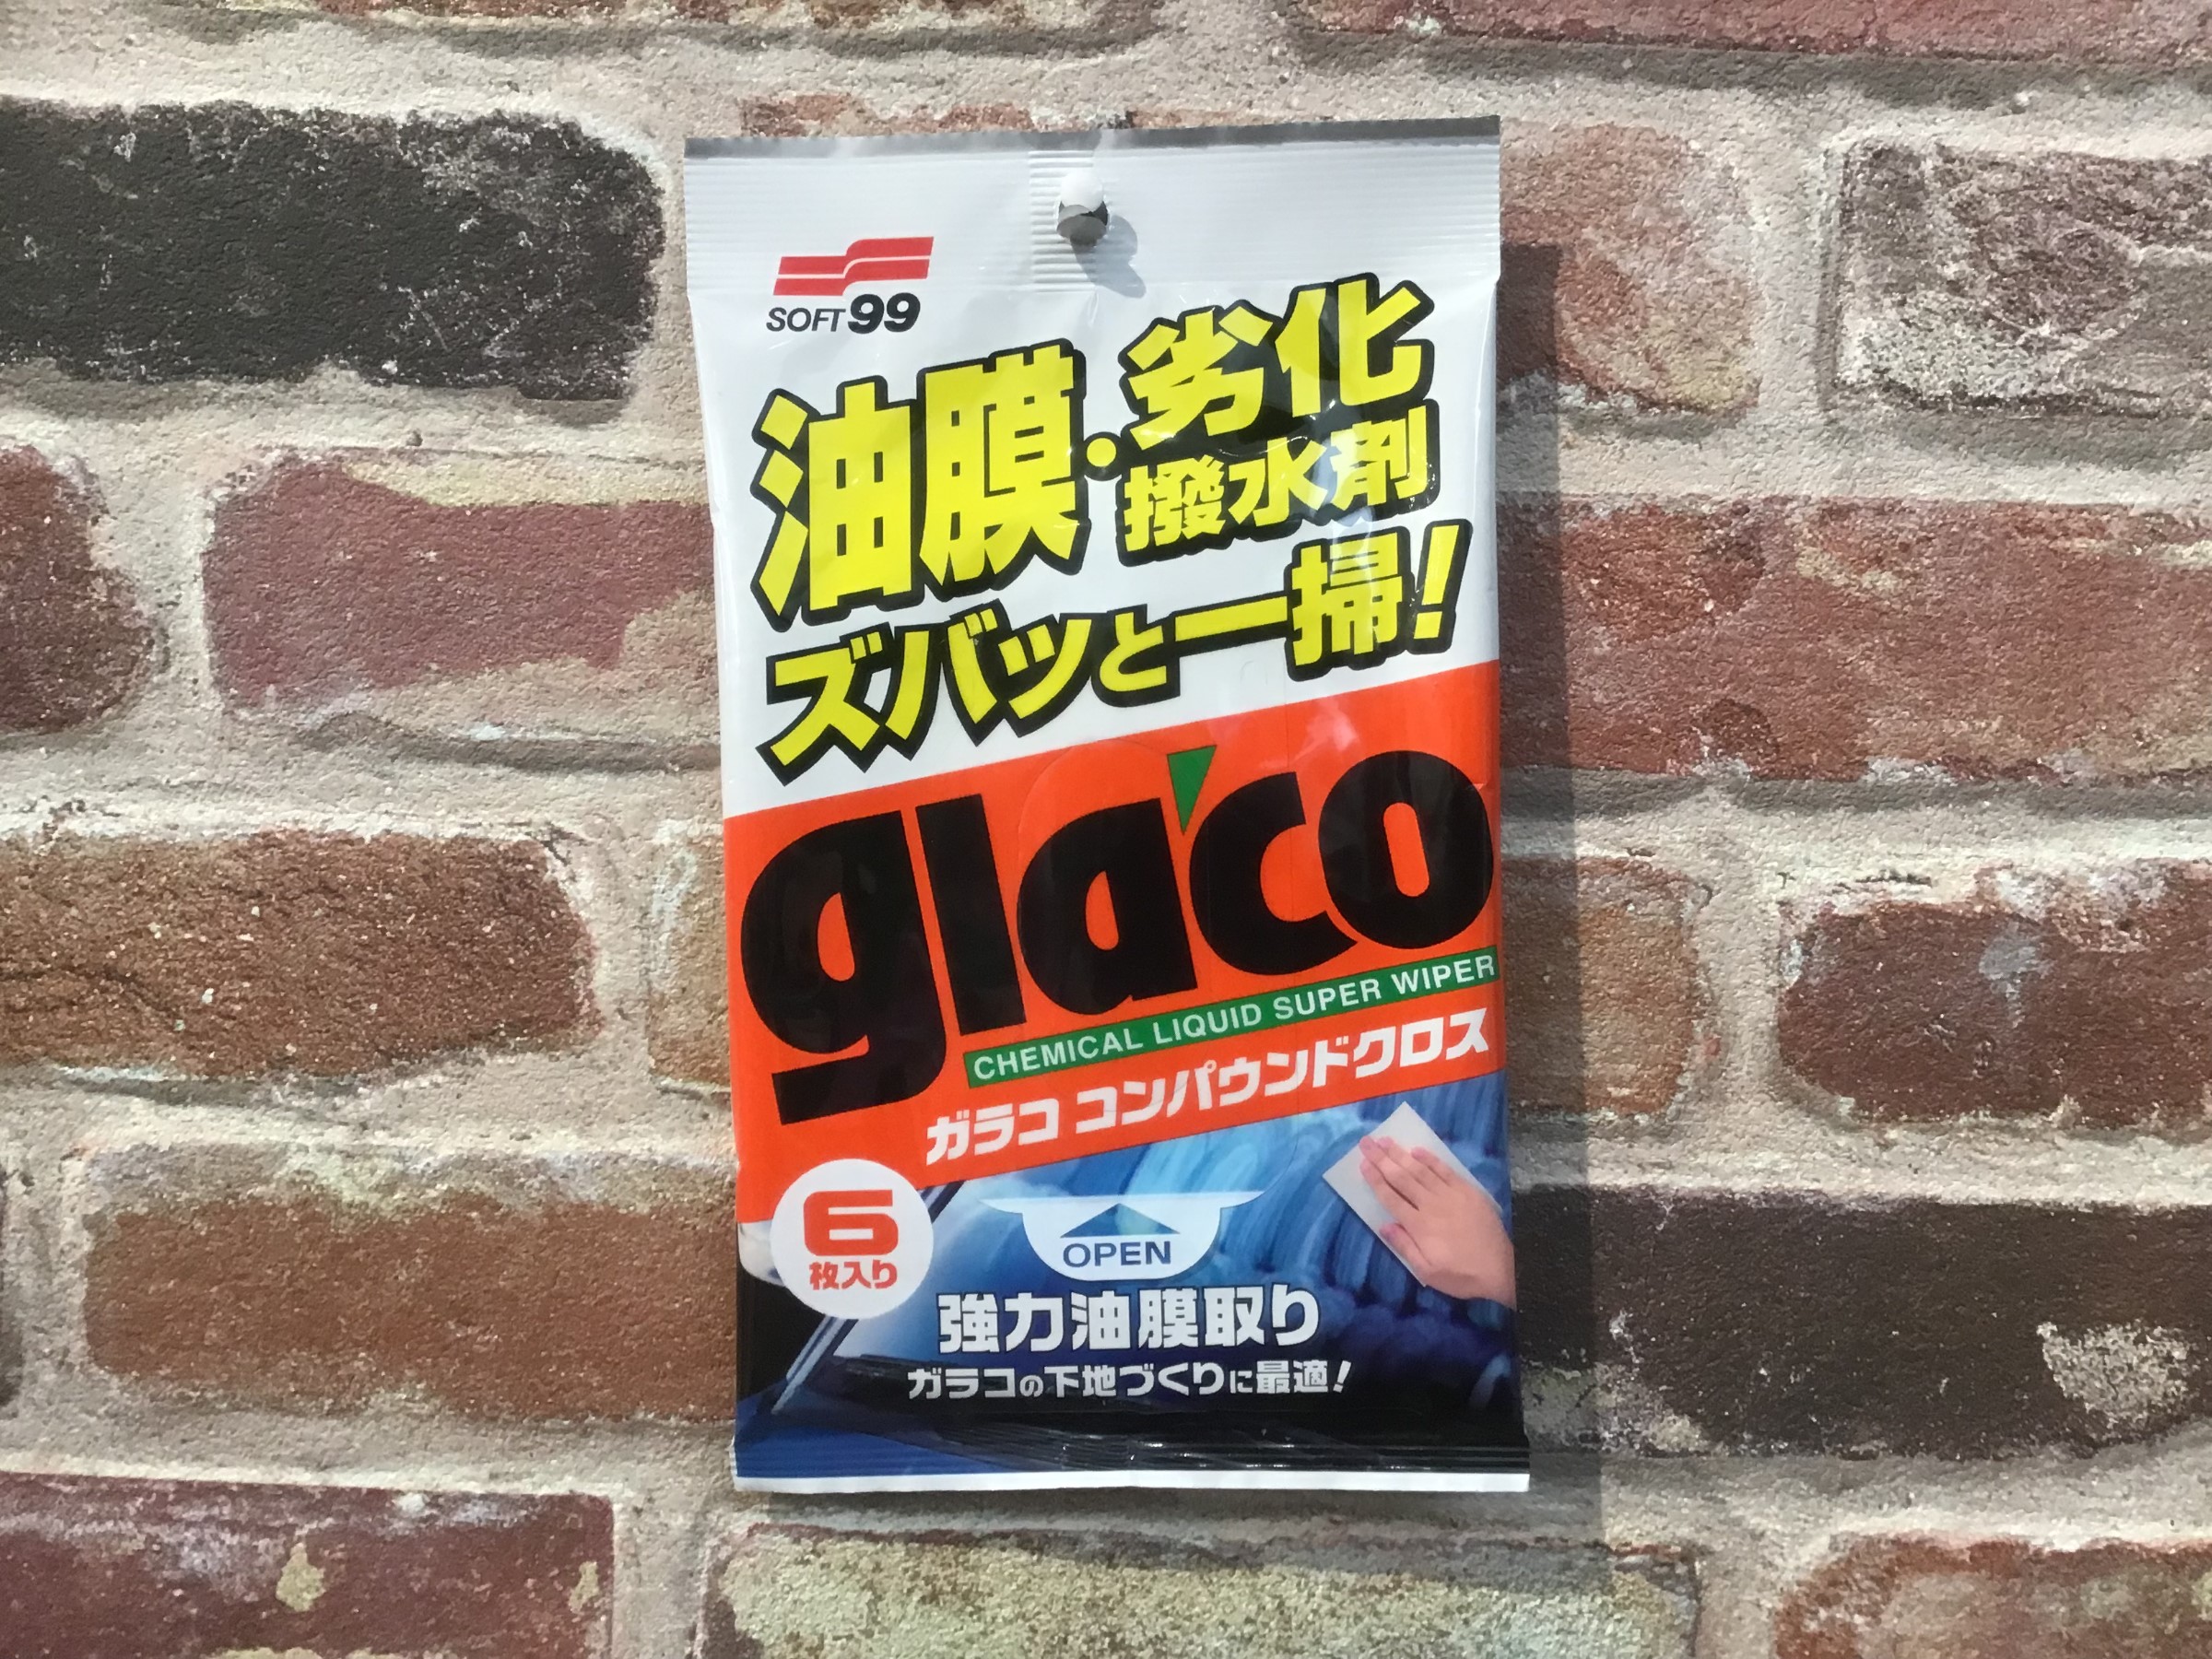 SOFT99
油膜・劣化
撥水剤
ズバッと一掃!
glaco
CHEMICAL LIQUID SUPER WIPER
ガラコ コンパウンドクロス
6
枚入り
OPEN
強力油膜取り
ガラコの下地づくりに最適!